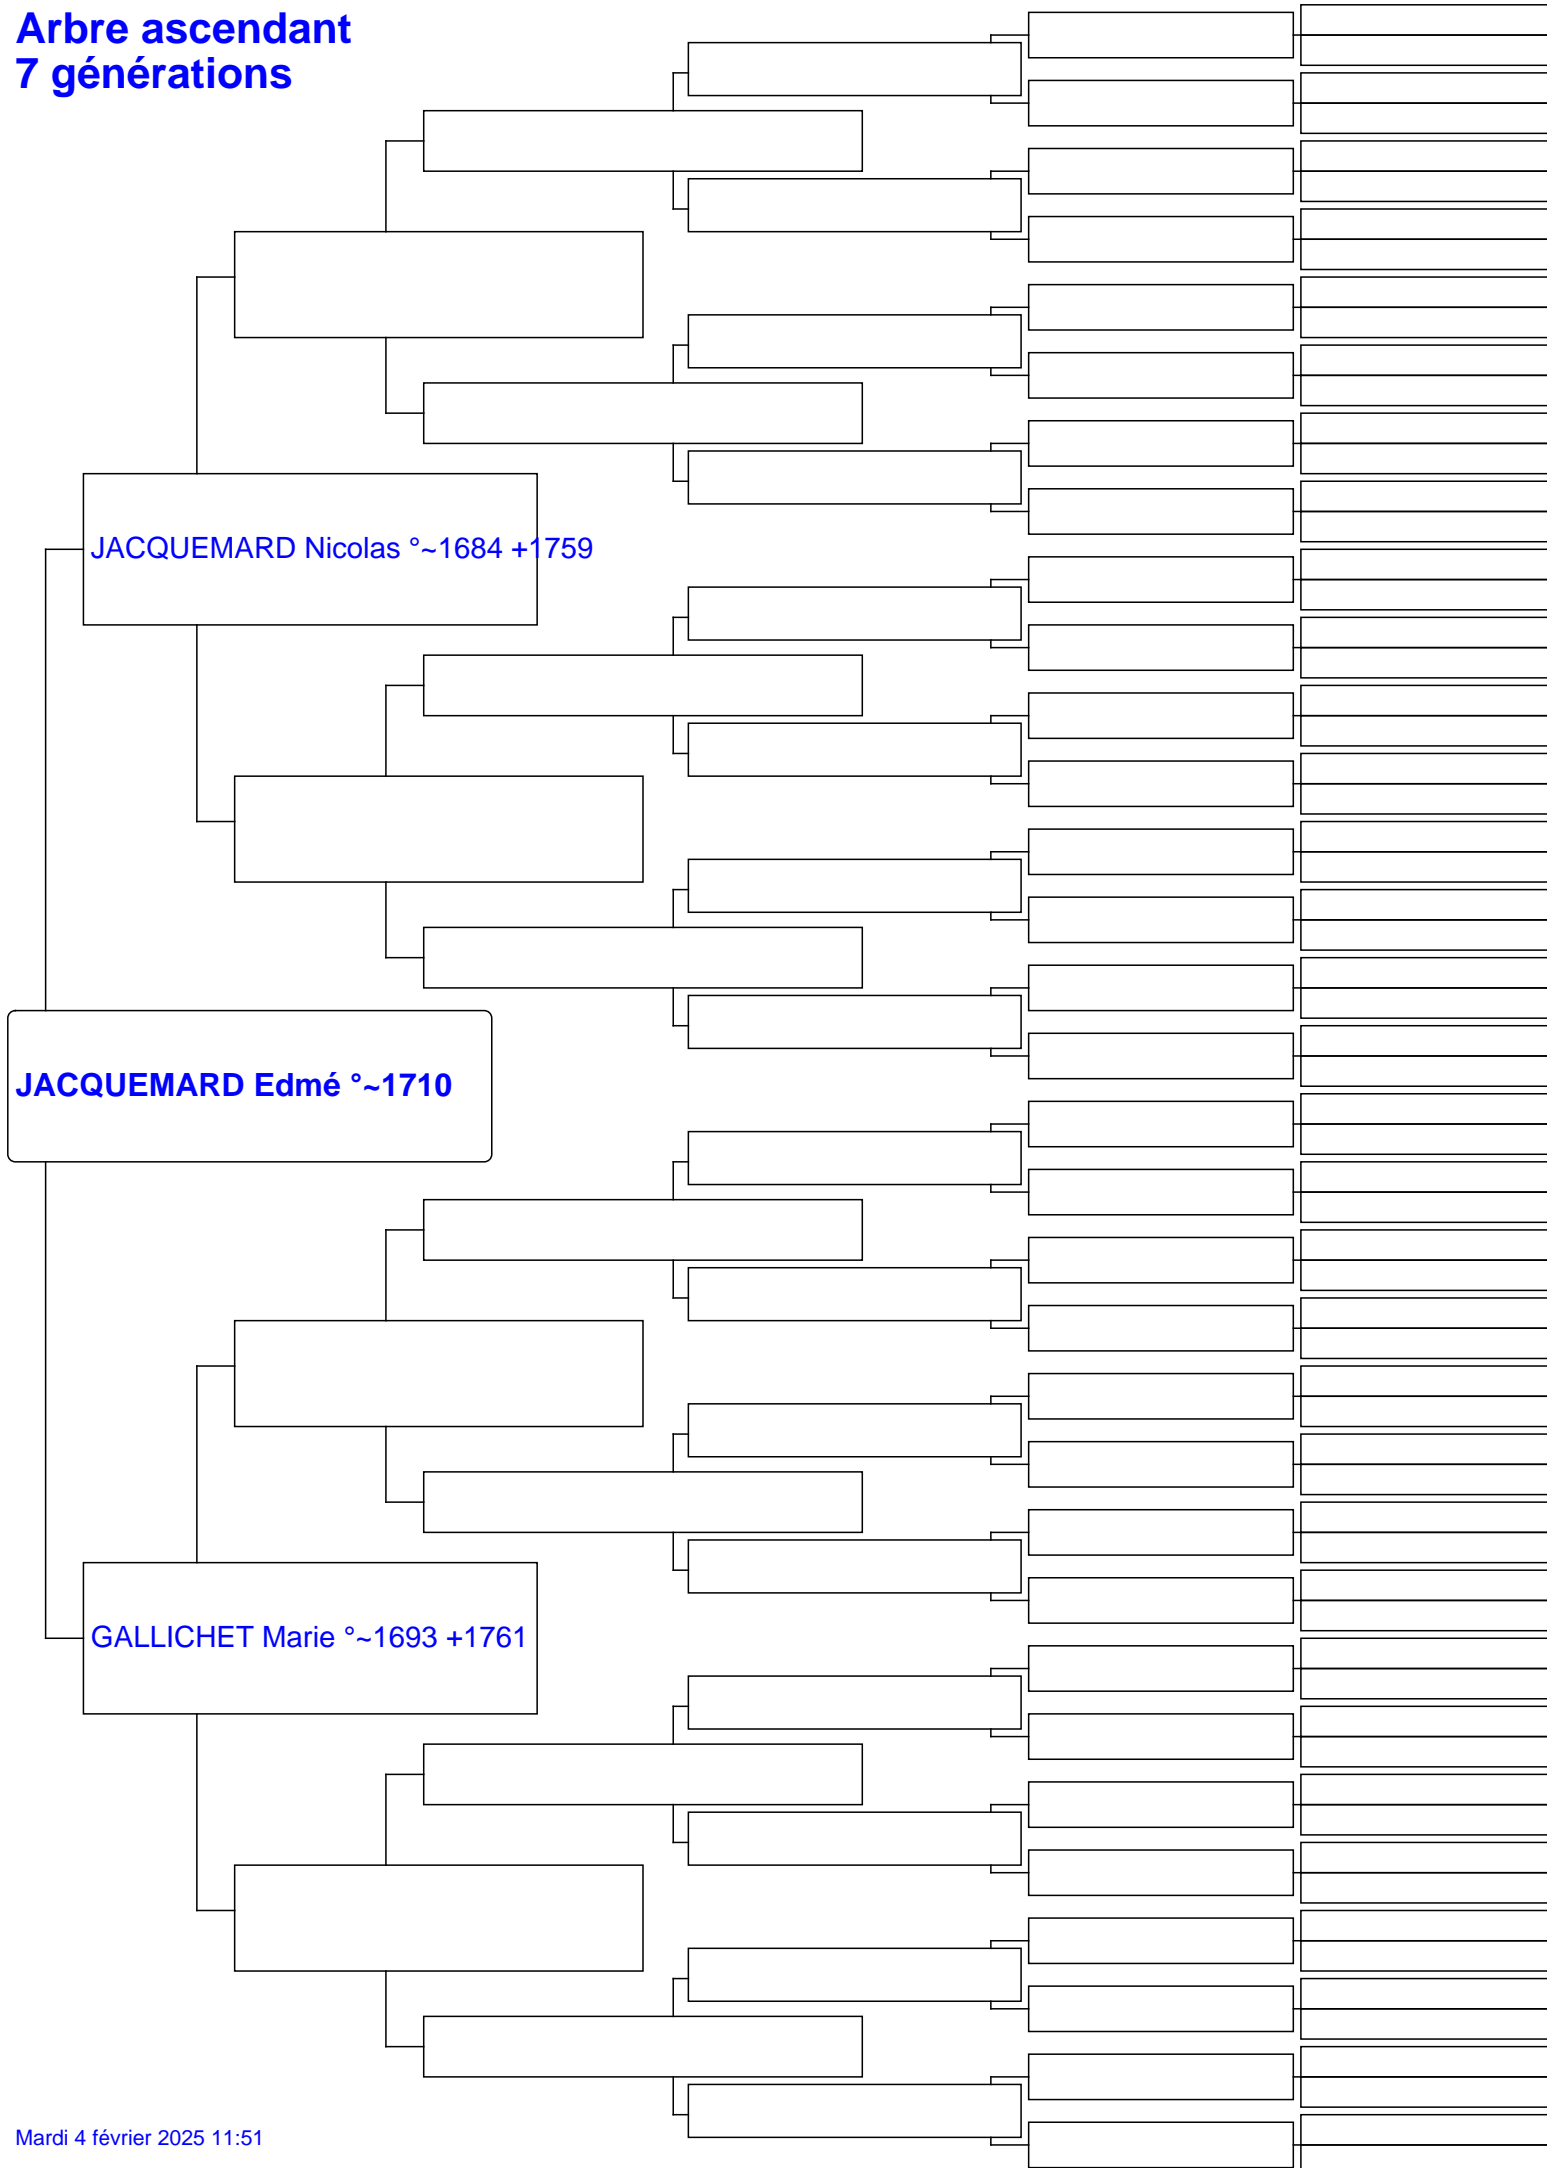 Arbre ascendant
7 générations
JACQUEMARD Nicolas °~1684 +1759
JACQUEMARD Edmé °~1710
GALLICHET Marie °~1693 +1761
Mardi 4 février 2025 11:51